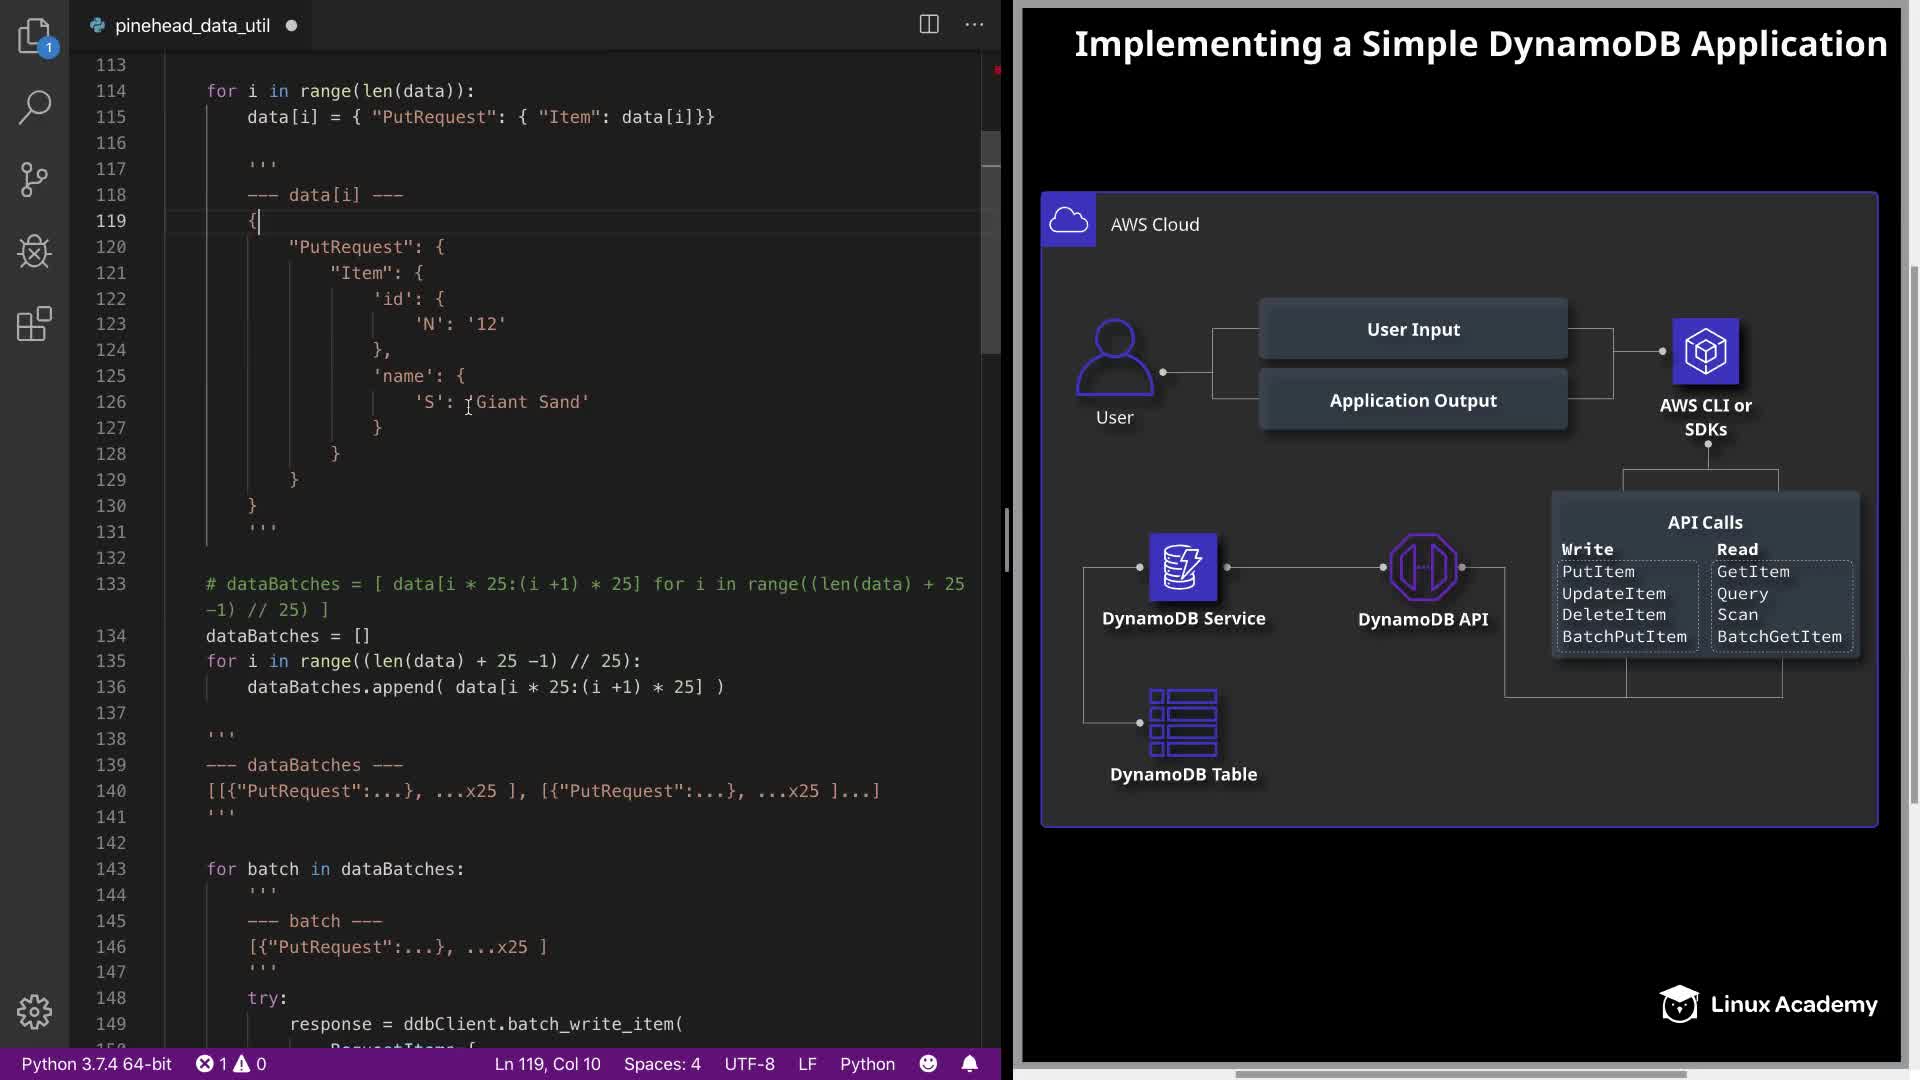 pinehead_data_util
1
113
114 for i in range(len(data)):
115 data[i] = { "PutRequest": { "Item": data[i]}}
116
117 '''
118 --- data[i] ---
119 {
120 "PutRequest": {
121 "Item": {
122 'id': {
123 'N': '12'
124 },
125 'name': {
126 'S': 'Giant Sand'
127 }
128 }
129 }
130 }
131 '''
132
133 # dataBatches = [ data[i * 25:(i +1) * 25] for i in range((len(data) + 25
-1) // 25) ]
134 dataBatches = []
135 for i in range((len(data) + 25 -1) // 25):
136 dataBatches.append( data[i * 25:(i +1) * 25] )
137
138 '''
139 --- dataBatches ---
140 [[{"PutRequest":...}, ...x25 ], [{"PutRequest":...}, ...x25 ]...]
141 '''
142
143 for batch in dataBatches:
144 '''
145 --- batch ---
146 [{"PutRequest":...}, ...x25 ]
147 '''
148 try:
149 response = ddbClient.batch_write_item(
Python 3.7.4 64-bit 1 0 Ln 119, Col 10 Spaces: 4 UTF-8 LF Python
Implementing a Simple DynamoDB Application
AWS Cloud
User Input
Application Output
User
AWS CLI or
SDKs
API Calls
Write Read
PutItem GetItem
UpdateItem Query
DeleteItem Scan
BatchPutItem BatchGetItem
DynamoDB Service
DynamoDB API
DynamoDB Table
Linux Academy